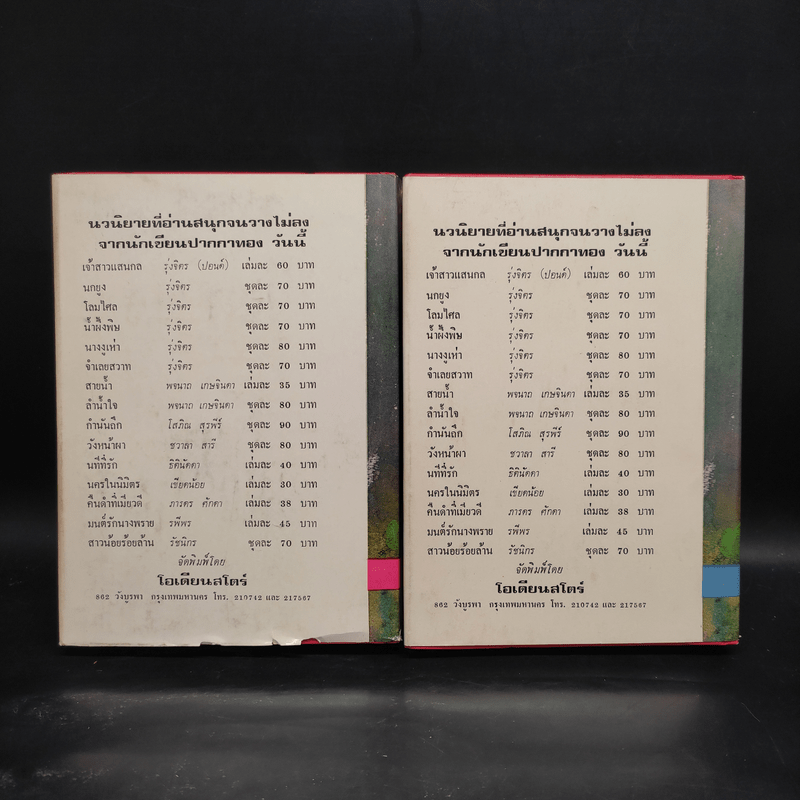 นวนิยายที่อ่านสนุกจนวางไม่ลง
จากนักเขียนปากกาทอง วันนี้
เจ้าสาวแสนกล รุ่งจิตร (ปอนด์) เล่มละ 60 บาท
นกยูง รุ่งจิตร ชุดละ 70 บาท
โลมไศล รุ่งจิตร ชุดละ 70 บาท
น้ำผึ้งพิษ รุ่งจิตร ชุดละ 70 บาท
นางงูเห่า รุ่งจิตร ชุดละ 80 บาท
จำเลยสวาท รุ่งจิตร ชุดละ 70 บาท
สายน้ำ พจนาถ เกษจินดา เล่มละ 35 บาท
ลำน้ำใจ พจนาถ เกษจินดา ชุดละ 80 บาท
กำนันถึก โสภิณ สุรพีร์ ชุดละ 90 บาท
วังหน้าผา ชวาลา สารี ชุดละ 80 บาท
นทีที่รัก ธิตินัดดา เล่มละ 40 บาท
นครในนิมิตร เขียดน้อย เล่มละ 30 บาท
คืนดำที่เมียวดี ภารดร ศักดา เล่มละ 38 บาท
มนต์รักนางพราย รพีพร เล่มละ 45 บาท
สาวน้อยร้อยล้าน รัชนิกร ชุดละ 70 บาท
จัดพิมพ์โดย
โอเดียนสโตร์
862 วังบูรพา กรุงเทพมหานคร โทร. 210742 และ 217567
นวนิยายที่อ่านสนุกจนวางไม่ลง
จากนักเขียนปากกาทอง วันนี้
เจ้าสาวแสนกล รุ่งจิตร (ปอนด์) เล่มละ 60 บาท
นกยูง รุ่งจิตร ชุดละ 70 บาท
โลมไศล รุ่งจิตร ชุดละ 70 บาท
น้ำผึ้งพิษ รุ่งจิตร ชุดละ 70 บาท
นางงูเห่า รุ่งจิตร ชุดละ 80 บาท
จำเลยสวาท รุ่งจิตร ชุดละ 70 บาท
สายน้ำ พจนาถ เกษจินดา เล่มละ 35 บาท
ลำน้ำใจ พจนาถ เกษจินดา ชุดละ 80 บาท
กำนันถึก โสภิณ สุรพีร์ ชุดละ 90 บาท
วังหน้าผา ชวาลา สารี ชุดละ 80 บาท
นทีที่รัก ธิตินัดดา เล่มละ 40 บาท
นครในนิมิตร เขียดน้อย เล่มละ 30 บาท
คืนดำที่เมียวดี ภารดร ศักดา เล่มละ 38 บาท
มนต์รักนางพราย รพีพร เล่มละ 45 บาท
สาวน้อยร้อยล้าน รัชนิกร ชุดละ 70 บาท
จัดพิมพ์โดย
โอเดียนสโตร์
862 วังบูรพา กรุงเทพมหานคร โทร. 210742 และ 217567